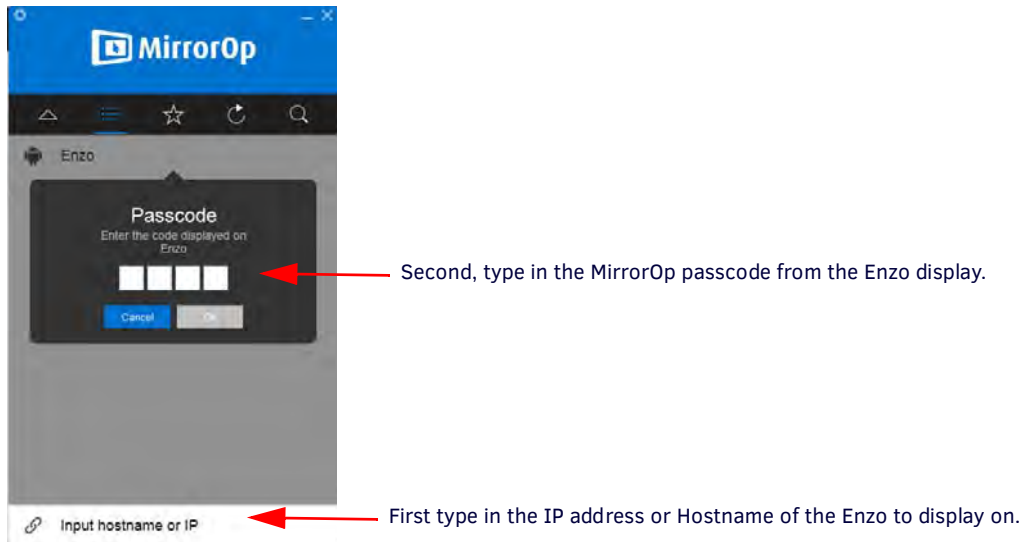 MirrorOp
Enzo
Passcode
Enter the code displayed on
Enzo
Cancel
Second, type in the MirrorOp passcode from the Enzo display.
Input hostname or IP
First type in the IP address or Hostname of the Enzo to display on.